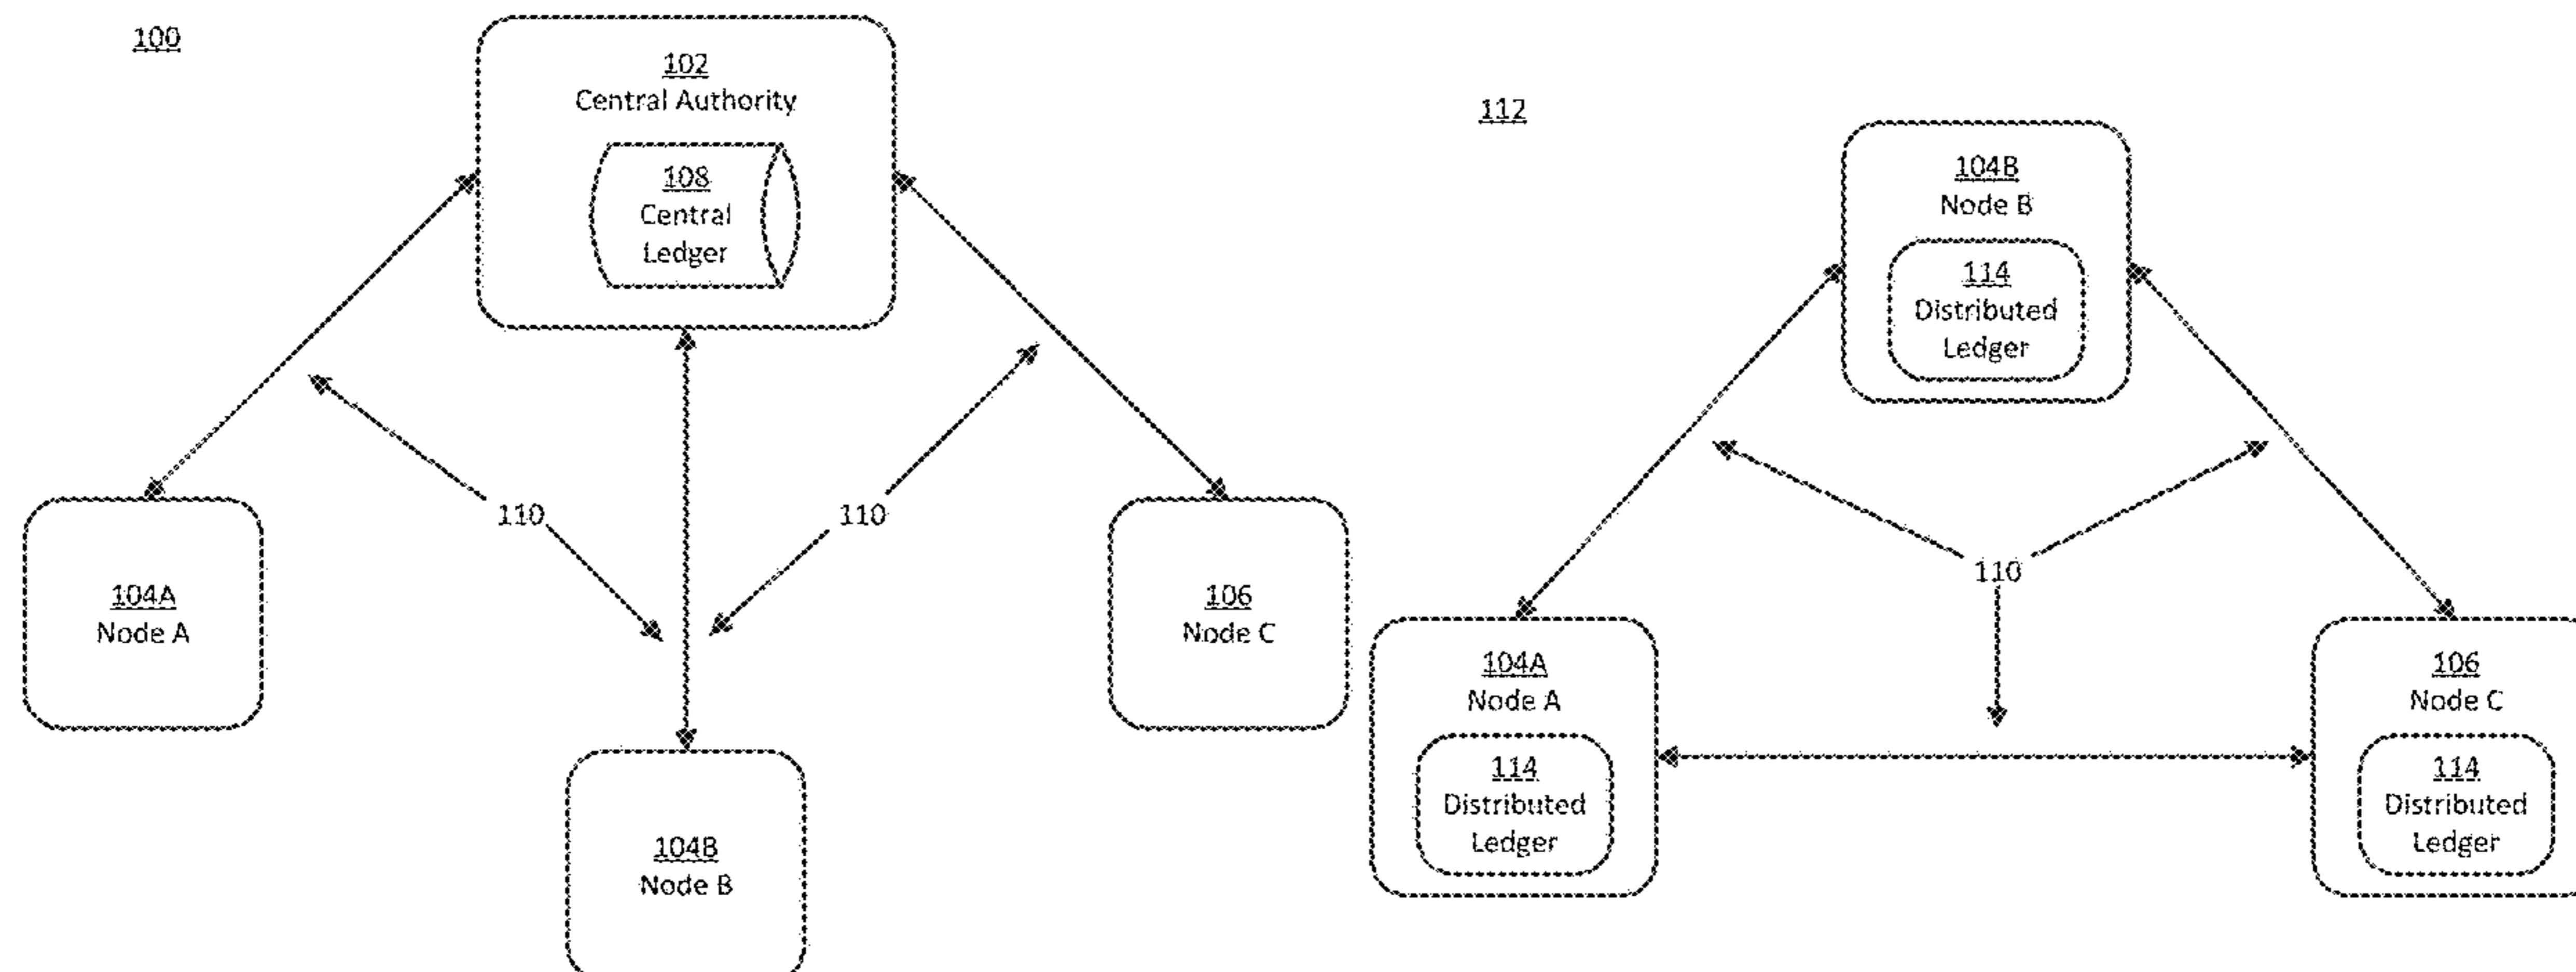 100
102
Central Authority
108
Central
Ledger
110
110
104A
Node A
106
Node C
104B
Node B
112
104B
Node B
114
Distributed
Ledger
110
104A
Node A
114
Distributed
Ledger
106
Node C
114
Distributed
Ledger